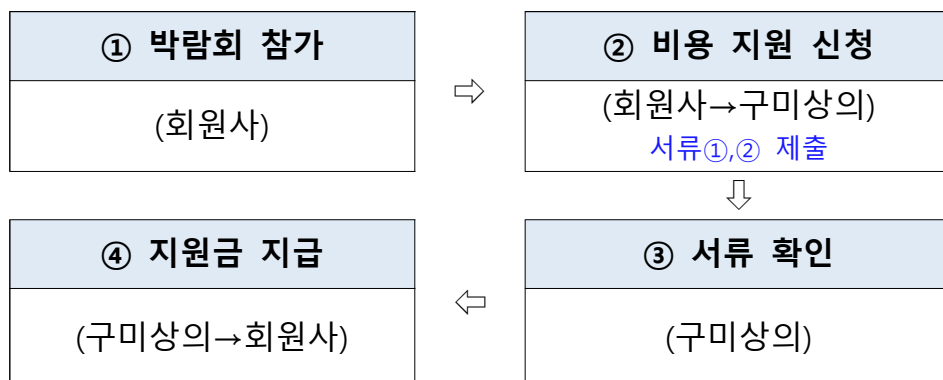 ① 박람회 참가
(회원사)
⇨
② 비용 지원 신청
(회원사→구미상의)
서류①,② 제출
⇩
③ 서류 확인
(구미상의)
⇦
④ 지원금 지급
(구미상의→회원사)